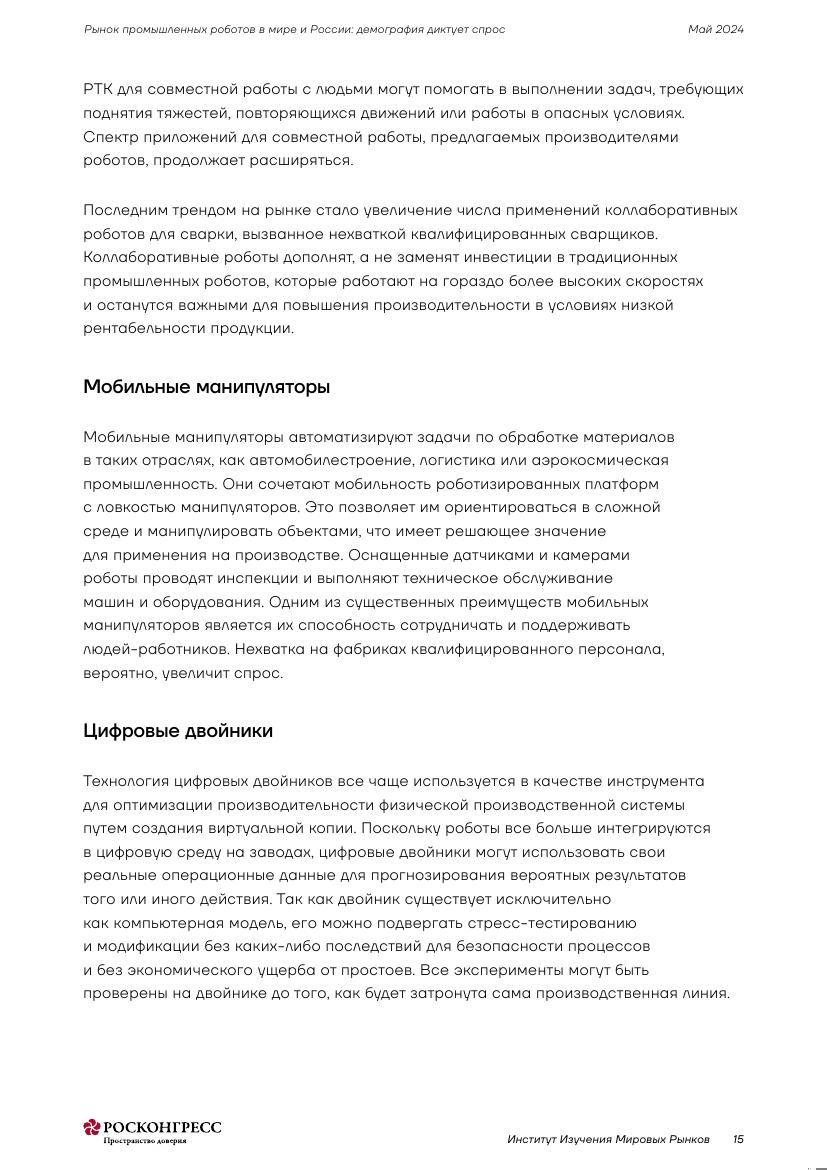 Рынок промышленных роботов в мире и России: демография диктует спрос Май 2024
РТК для совместной работы с людьми могут помогать в выполнении задач, требующих
поднятия тяжестей, повторяющихся движений или работы в опасных условиях.
Спектр приложений для совместной работы, предлагаемых производителями
роботов, продолжает расширяться.
Последним трендом на рынке стало увеличение числа применений коллаборативных
роботов для сварки, вызванное нехваткой квалифицированных сварщиков.
Коллаборативные роботы дополнят, а не заменят инвестиции в традиционных
промышленных роботов, которые работают на гораздо более высоких скоростях
и останутся важными для повышения производительности в условиях низкой
рентабельности продукции.
Мобильные манипуляторы
Мобильные манипуляторы автоматизируют задачи по обработке материалов
в таких отраслях, как автомобилестроение, логистика или аэрокосмическая
промышленность. Они сочетают мобильность роботизированных платформ
с ловкостью манипуляторов. Это позволяет им ориентироваться в сложной
среде и манипулировать объектами, что имеет решающее значение
для применения на производстве. Оснащенные датчиками и камерами
роботы проводят инспекции и выполняют техническое обслуживание
машин и оборудования. Одним из существенных преимуществ мобильных
манипуляторов является их способность сотрудничать и поддерживать
людей-работников. Нехватка на фабриках квалифицированного персонала,
вероятно, увеличит спрос.
Цифровые двойники
Технология цифровых двойников все чаще используется в качестве инструмента
для оптимизации производительности физической производственной системы
путем создания виртуальной копии. Поскольку роботы все больше интегрируются
в цифровую среду на заводах, цифровые двойники могут использовать свои
реальные операционные данные для прогнозирования вероятных результатов
того или иного действия. Так как двойник существует исключительно
как компьютерная модель, его можно подвергать стресс-тестированию
и модификации без каких-либо последствий для безопасности процессов
и без экономического ущерба от простоев. Все эксперименты могут быть
проверены на двойнике до того, как будет затронута сама производственная линия.
РОСКОНГРЕСС
Пространство доверия
Институт Изучения Мировых Рынков 15